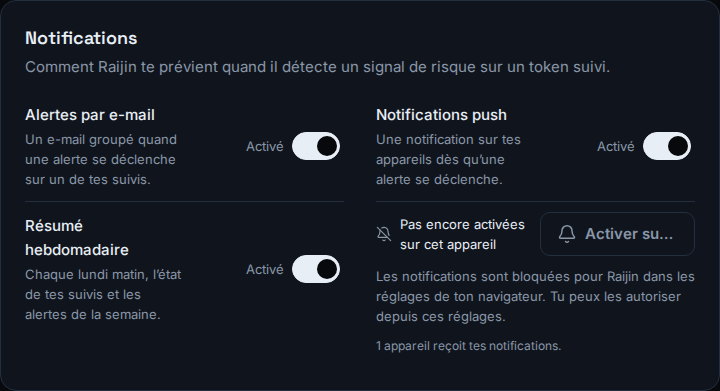 Notifications
Comment Raijin te prévient quand il détecte un signal de risque sur un token suivi.
Alertes par e-mail
Un e-mail groupé quand
une alerte se déclenche
sur un de tes suivis.
Activé
Notifications push
Une notification sur tes
appareils dès qu'une
alerte se déclenche.
Activé
Résumé
hebdomadaire
Chaque lundi matin, l'état
de tes suivis et les
alertes de la semaine.
Activé
Pas encore activées
sur cet appareil
Activer su...
Les notifications sont bloquées pour Raijin dans les
réglages de ton navigateur. Tu peux les autoriser
depuis ces réglages.
1 appareil reçoit tes notifications.